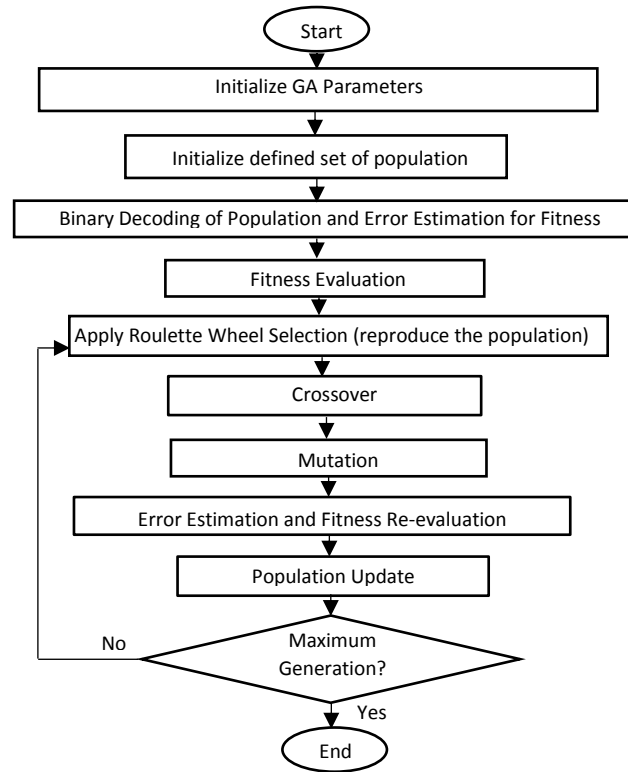 Start
Initialize GA Parameters
Initialize defined set of population
Binary Decoding of Population and Error Estimation for Fitness
Fitness Evaluation
Apply Roulette Wheel Selection (reproduce the population)
Crossover
Mutation
Error Estimation and Fitness Re-evaluation
Population Update
No
Maximum
Generation?
Yes
End